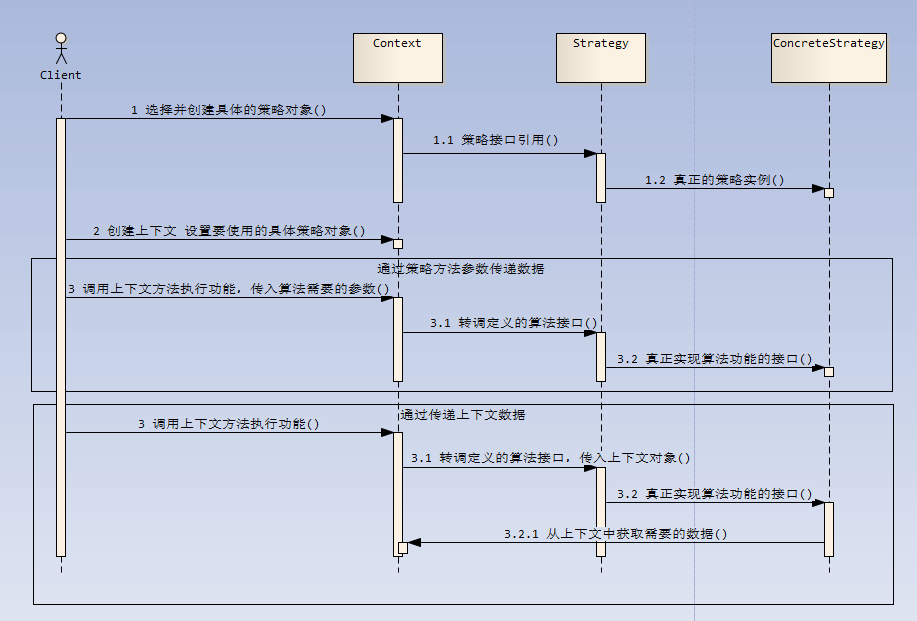 Client
Context
Strategy
ConcreteStrategy
1 选择并创建具体的策略对象()
1.1 策略接口引用()
1.2 真正的策略实例()
2 创建上下文 设置要使用的具体策略对象()
通过策略方法参数传递数据
3 调用上下文方法执行功能，传入算法需要的参数()
3.1 转调定义的算法接口()
3.2 真正实现算法功能的接口()
通过传递上下文数据
3 调用上下文方法执行功能()
3.1 转调定义的算法接口，传入上下文对象()
3.2 真正实现算法功能的接口()
3.2.1 从上下文中获取需要的数据()